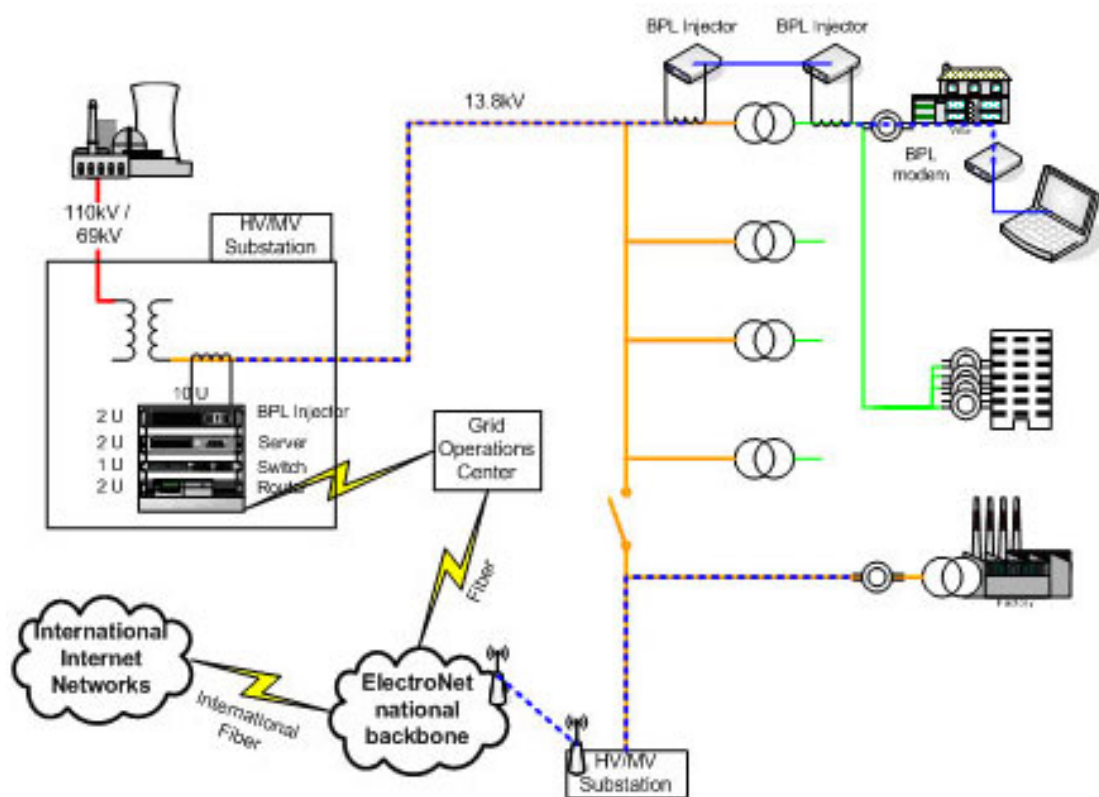 BPL Injector
BPL Injector
13.8kV
110kV /
69kV
HV/MV
Substation
BPL
modem
10 U
2 U
BPL Injector
2 U
Server
1 U
Switch
2 U
Router
Grid
Operations
Center
Fiber
Factory
International
Internet
Networks
International
Fiber
ElectroNet
national
backbone
HV/MV
Substation